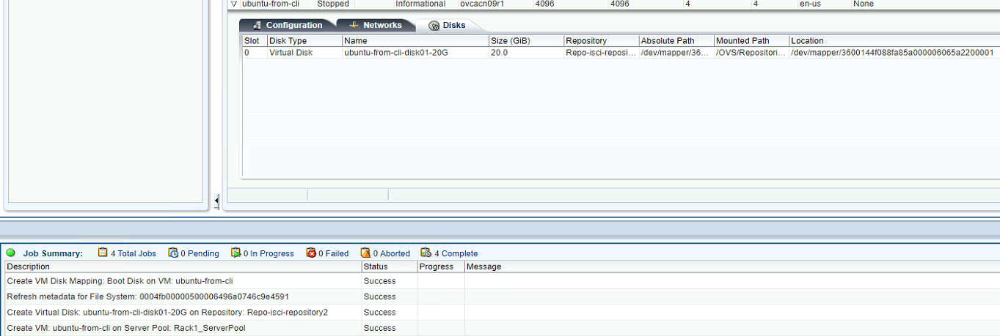 ubuntu-from-cli Stopped Informational ovcacn09r1 4096 4096 4 4 en-us None
Configuration Networks Disks
Slot Disk Type Name Size (GiB) Repository Absolute Path Mounted Path Location
0 Virtual Disk ubuntu-from-cli-disk01-20G 20.0 Repo-isci-reposi... /dev/mapper/36... /OVS/Repositori... /dev/mapper/3600144f088fa85a000006065a2200001
Job Summary: 4 Total Jobs 0 Pending 0 In Progress 0 Failed 0 Aborted 4 Complete
Description Status Progress Message
Create VM Disk Mapping: Boot Disk on VM: ubuntu-from-cli Success
Refresh metadata for File System: 0004fb00000500006496a0746c9e4591 Success
Create Virtual Disk: ubuntu-from-cli-disk01-20G on Repository: Repo-isci-repository2 Success
Create VM: ubuntu-from-cli on Server Pool: Rack1_ServerPool Success